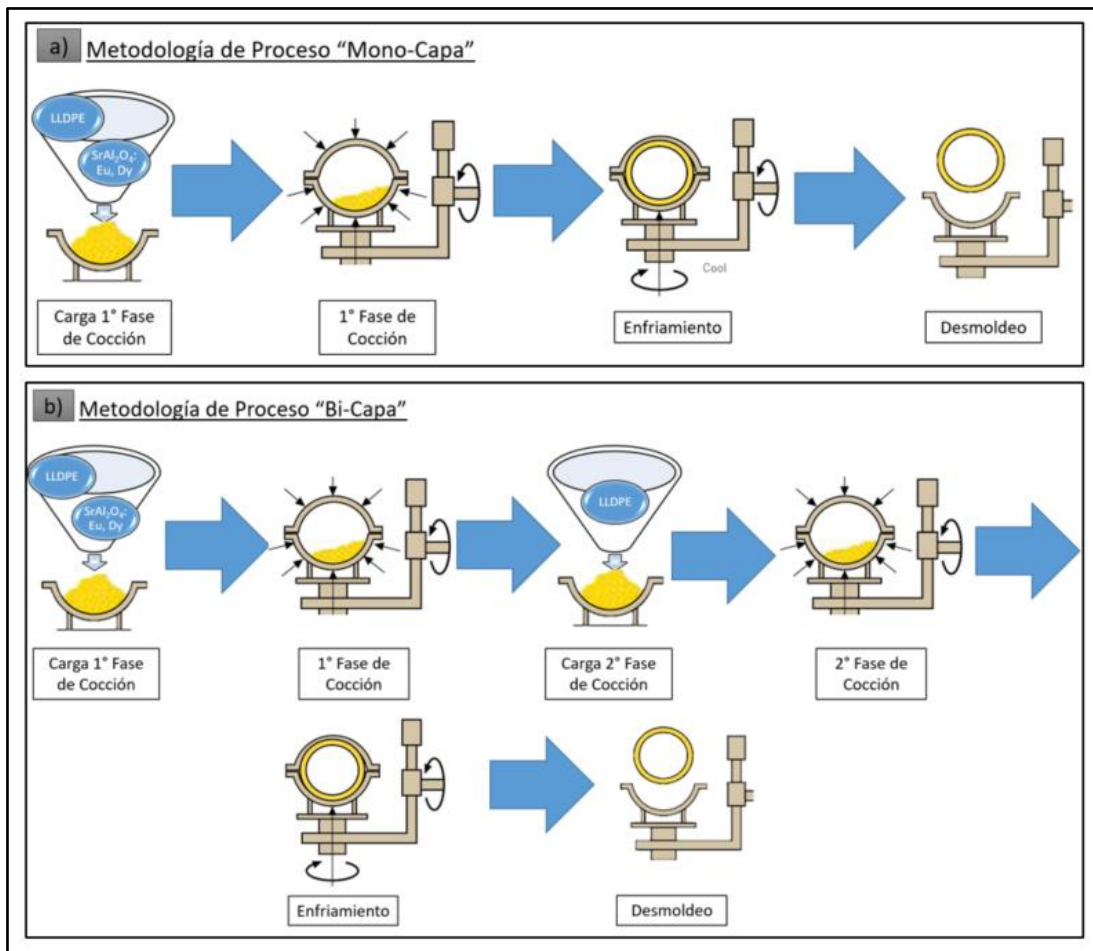 a) Metodología de Proceso “Mono-Capa”
LLDPE
SrAl₂O₄:
Eu, Dy
Cool
Carga 1° Fase
de Cocción
1° Fase de
Cocción
Enfriamiento
Desmoldeo
b) Metodología de Proceso “Bi-Capa”
LLDPE
SrAl₂O₄:
Eu, Dy
LLDPE
Carga 1° Fase
de Cocción
1° Fase de
Cocción
Carga 2° Fase
de Cocción
2° Fase de
Cocción
Enfriamiento
Desmoldeo